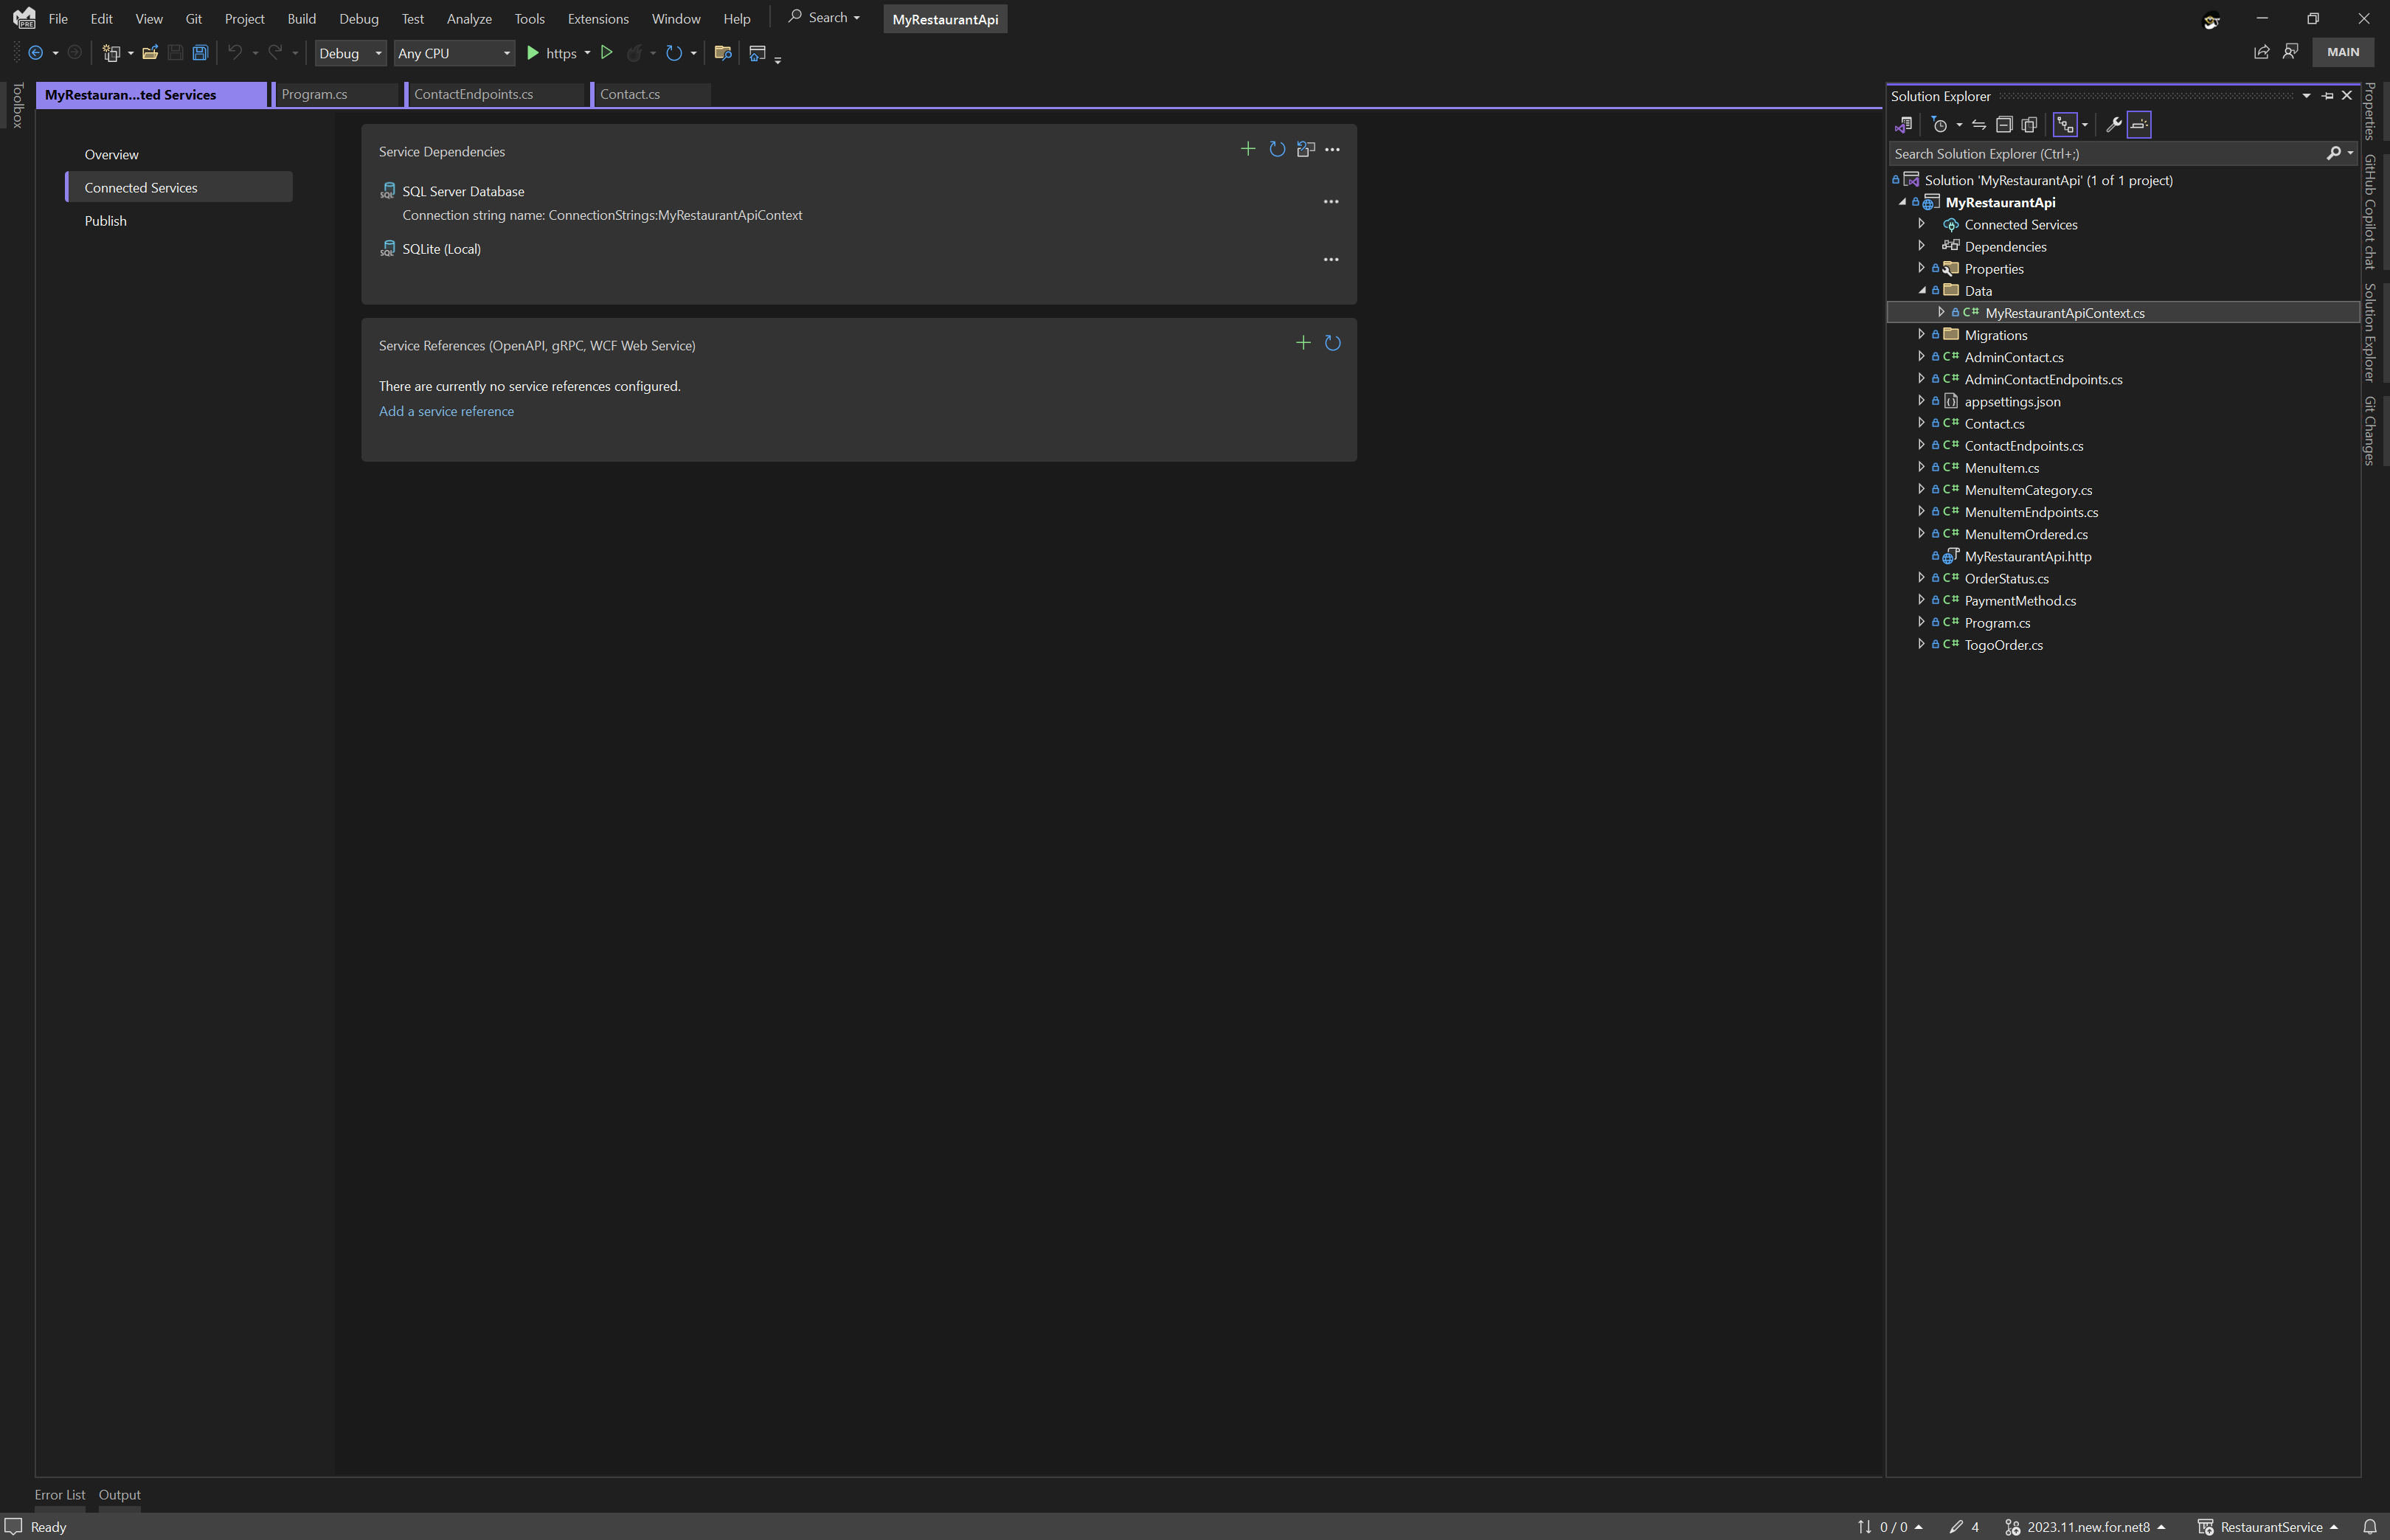 File Edit View Git Project Build Debug Test Analyze Tools Extensions Window Help Search MyRestaurantApi
PRE
Debug Any CPU https MAIN
Toolbox
MyRestauran...ted Services Program.cs ContactEndpoints.cs Contact.cs
Overview
Connected Services
Publish
Service Dependencies
SQL SQL Server Database
Connection string name: ConnectionStrings:MyRestaurantApiContext
SQL SQLite (Local)
Service References (OpenAPI, gRPC, WCF Web Service)
There are currently no service references configured.
Add a service reference
Solution Explorer
Search Solution Explorer (Ctrl+;)
Solution 'MyRestaurantApi' (1 of 1 project)
MyRestaurantApi
Connected Services
Dependencies
Properties
Data
C# MyRestaurantApiContext.cs
Migrations
C# AdminContact.cs
C# AdminContactEndpoints.cs
appsettings.json
C# Contact.cs
C# ContactEndpoints.cs
C# MenuItem.cs
C# MenuItemCategory.cs
C# MenuItemEndpoints.cs
C# MenuItemOrdered.cs
MyRestaurantApi.http
C# OrderStatus.cs
C# PaymentMethod.cs
C# Program.cs
C# TogoOrder.cs
Properties
GitHub Copilot chat
Solution Explorer
Git Changes
Error List Output
Ready 0 / 0 4 2023.11.new.for.net8 RestaurantService